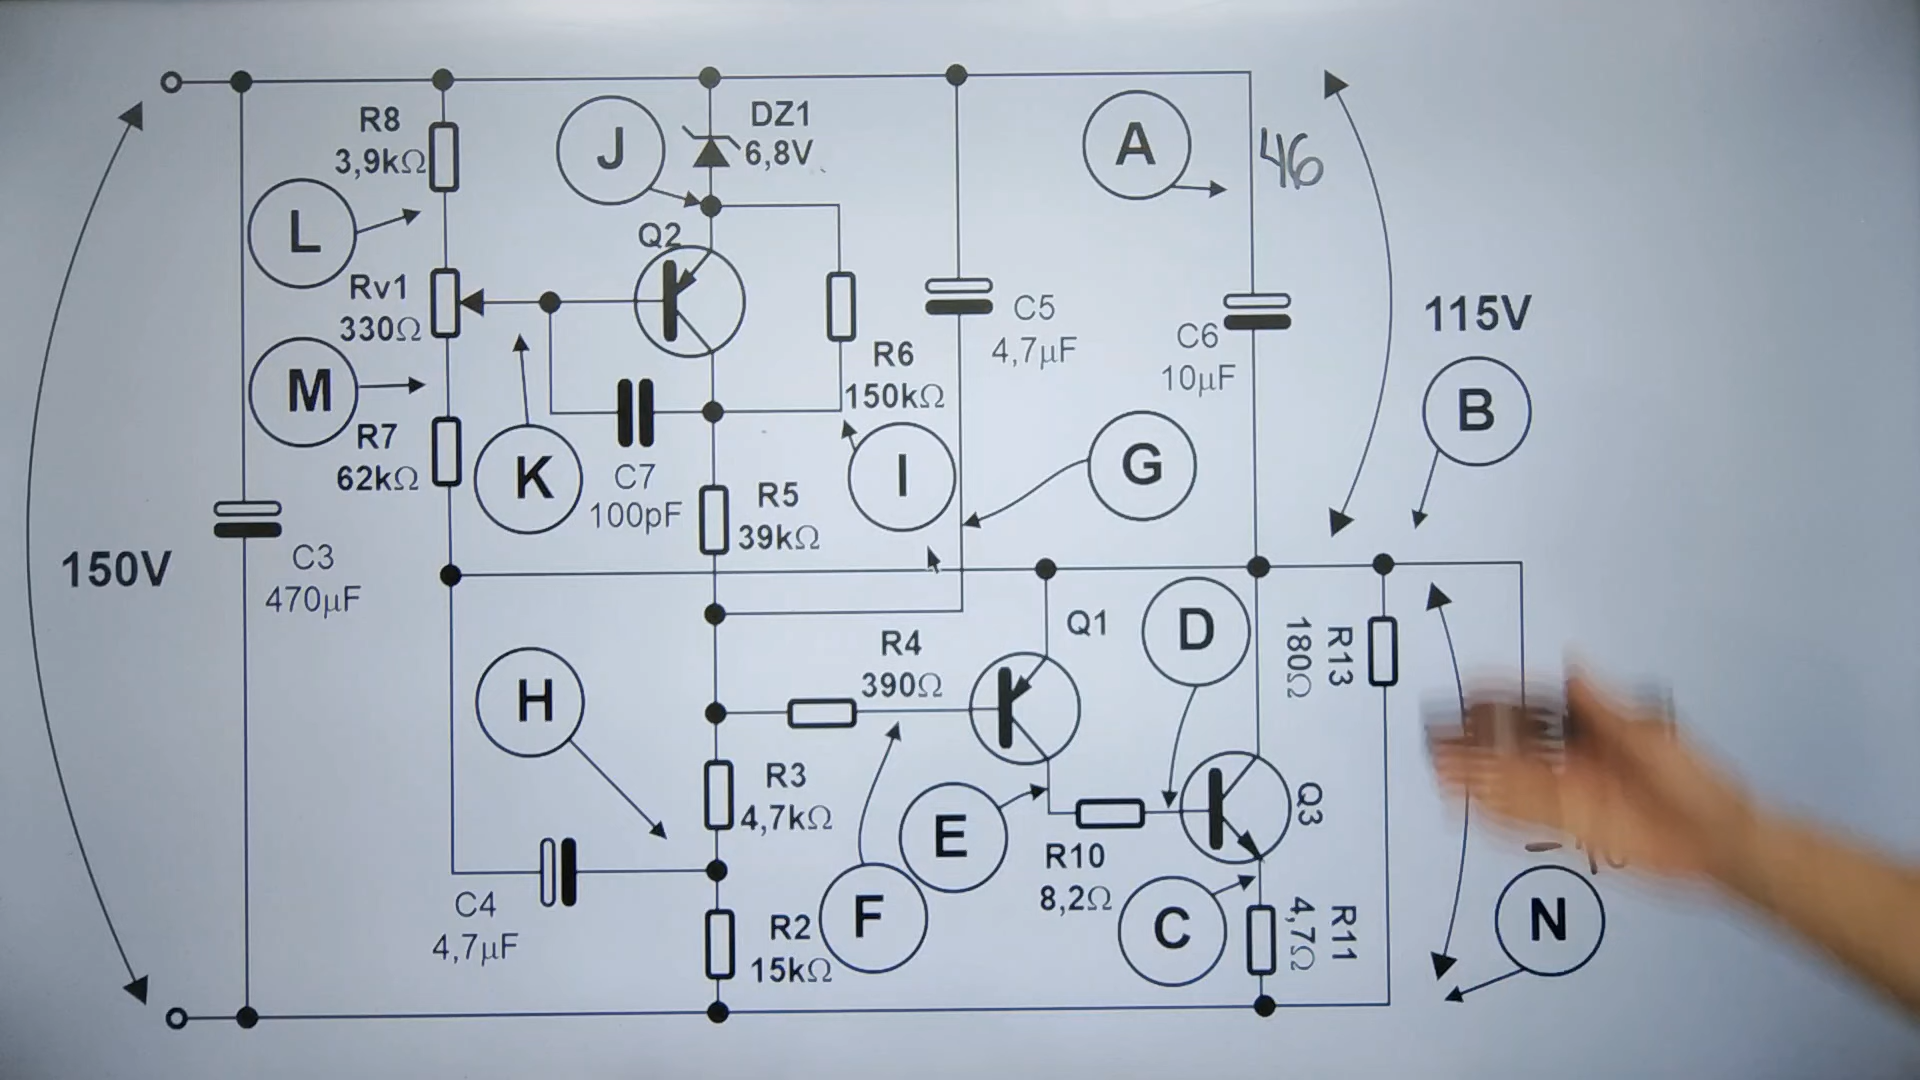 R8
3,9kΩ
L
Rv1
330Ω
M
R7
62kΩ
150V
C3
470µF
J
DZ1
6,8V
Q2
K
C7
100pF
R6
150kΩ
I
R5
39kΩ
C5
4,7µF
G
A
46
C6
10µF
115V
B
H
C4
4,7µF
R4
390Ω
Q1
D
R13
180Ω
R3
4,7kΩ
R2
15kΩ
F
E
R10
8,2Ω
Q3
C
R11
4,7Ω
N